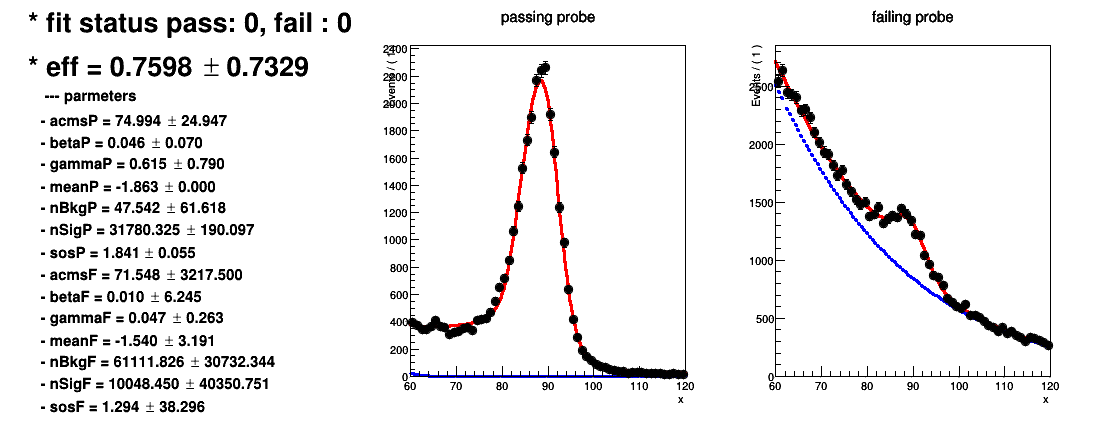 * fit status pass: 0, fail : 0
* eff = 0.7598 ± 0.7329
--- parmeters
- acmsP = 74.994 ± 24.947
- betaP = 0.046 ± 0.070
- gammaP = 0.615 ± 0.790
- meanP = -1.863 ± 0.000
- nBkgP = 47.542 ± 61.618
- nSigP = 31780.325 ± 190.097
- sosP = 1.841 ± 0.055
- acmsF = 71.548 ± 3217.500
- betaF = 0.010 ± 6.245
- gammaF = 0.047 ± 0.263
- meanF = -1.540 ± 3.191
- nBkgF = 61111.826 ± 30732.344
- nSigF = 10048.450 ± 40350.751
- sosF = 1.294 ± 38.296
passing probe
Events / ( 1 )
2400
2200
2000
1800
1600
1400
1200
1000
800
600
400
200
0
60 70 80 90 100 110 120
x
failing probe
Events / ( 1 )
2500
2000
1500
1000
500
0
60 70 80 90 100 110 120
x